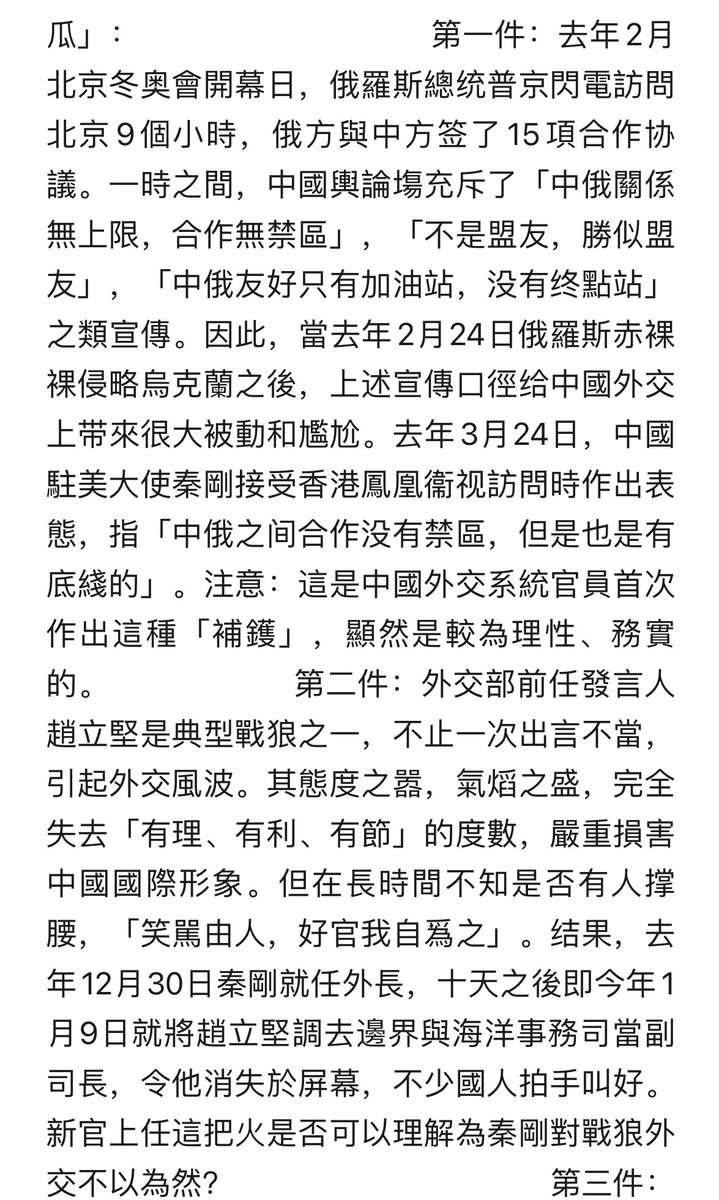 瓜」： 第一件：去年2月
北京冬奥會開幕日，俄羅斯總统普京閃電訪問
北京9個小時，俄方與中方签了15項合作协
議。一時之間，中國輿論塲充斥了「中俄關係
無上限，合作無禁區」，「不是盟友，勝似盟
友」，「中俄友好只有加油站，没有终點站」
之類宣傳。因此，當去年2月24日俄羅斯赤裸
裸侵略烏克蘭之後，上述宣傳口徑给中國外交
上带來很大被動和尷尬。去年3月24日，中國
駐美大使秦剛接受香港鳳凰衞视訪問時作出表
態，指「中俄之间合作没有禁區，但是也是有
底綫的」。注意：這是中國外交系統官員首次
作出這種「補鑊」，顯然是較為理性、務實
的。 第二件：外交部前任發言人
趙立堅是典型戰狼之一，不止一次出言不當，
引起外交風波。其態度之囂，氣焰之盛，完全
失去「有理、有利、有節」的度數，嚴重損害
中國國際形象。但在長時間不知是否有人撑
腰，「笑駡由人，好官我自爲之」。结果，去
年12月30日秦剛就任外長，十天之後即今年1
月9日就將趙立堅調去邊界與海洋事務司當副
司長，令他消失於屏幕，不少國人拍手叫好。
新官上任這把火是否可以理解為秦剛對戰狼外
交不以為然? 第三件：